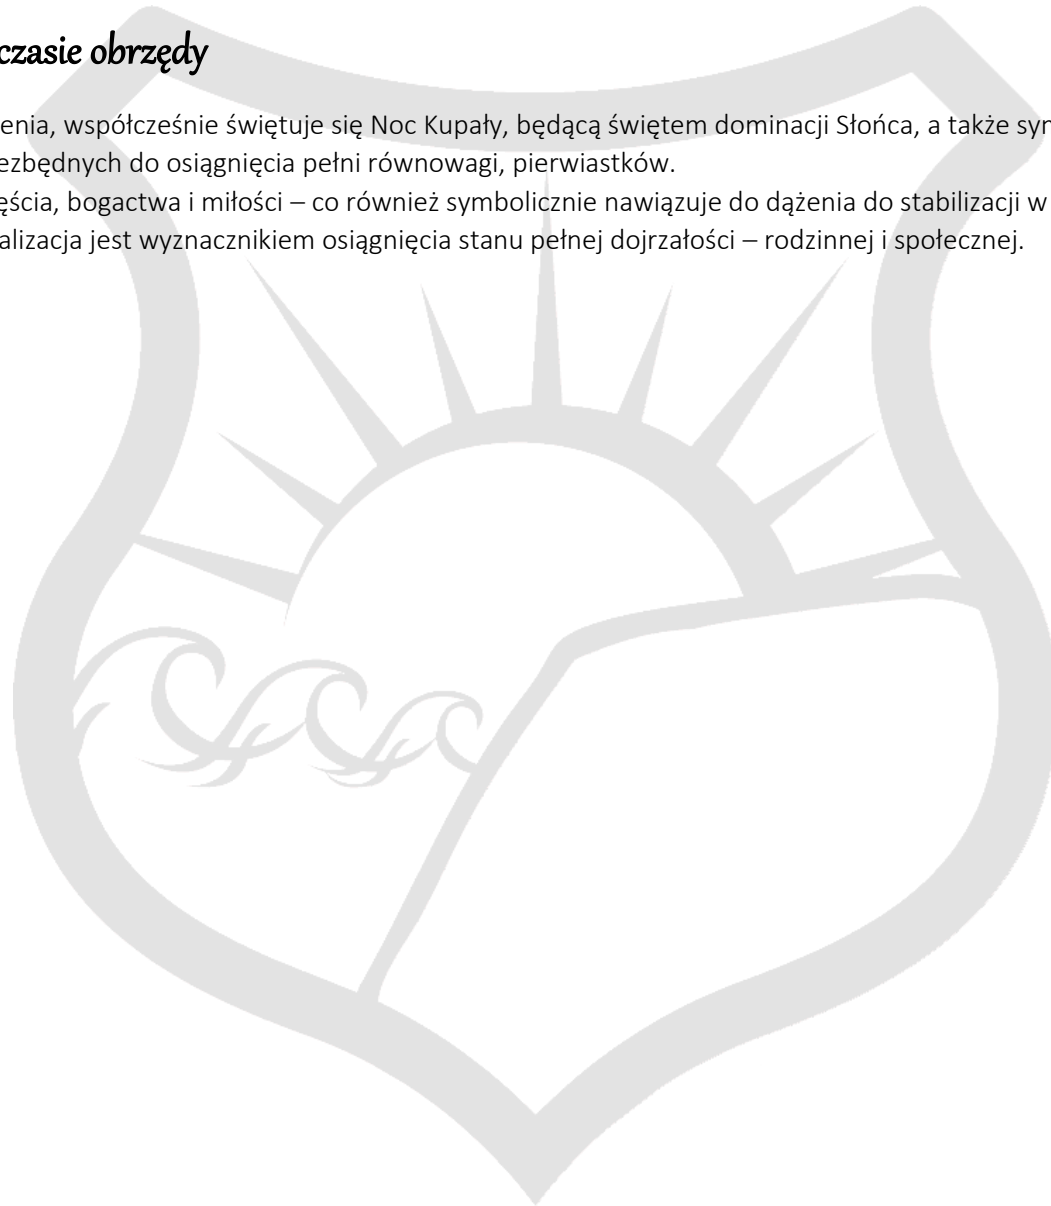 czasie obrzędy
enia, współcześnie świętuje się Noc Kupały, będącą świętem dominacji Słońca, a także syn
ezbędnych do osiągnięcia pełni równowagi, pierwiastków.
ęścia, bogactwa i miłości – co również symbolicznie nawiązuje do dążenia do stabilizacji w
alizacja jest wyznacznikiem osiągnięcia stanu pełnej dojrzałości – rodzinnej i społecznej.